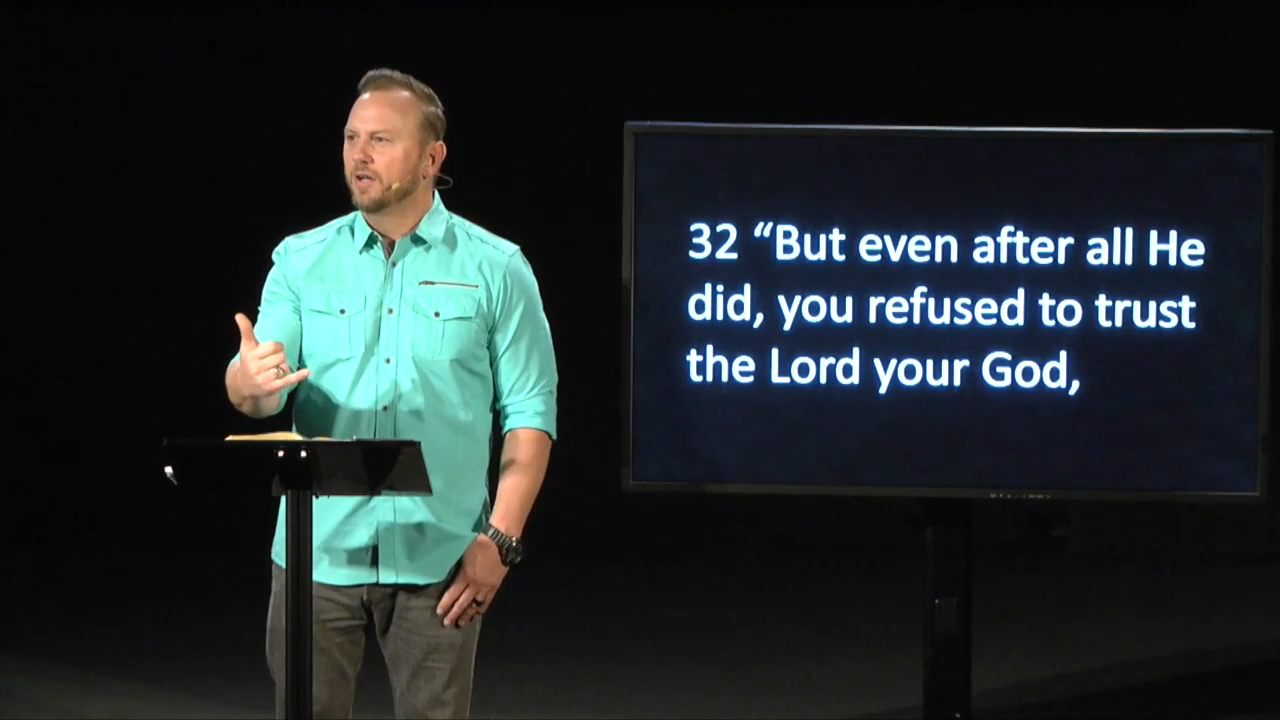 32 “But even after all He
did, you refused to trust
the Lord your God,